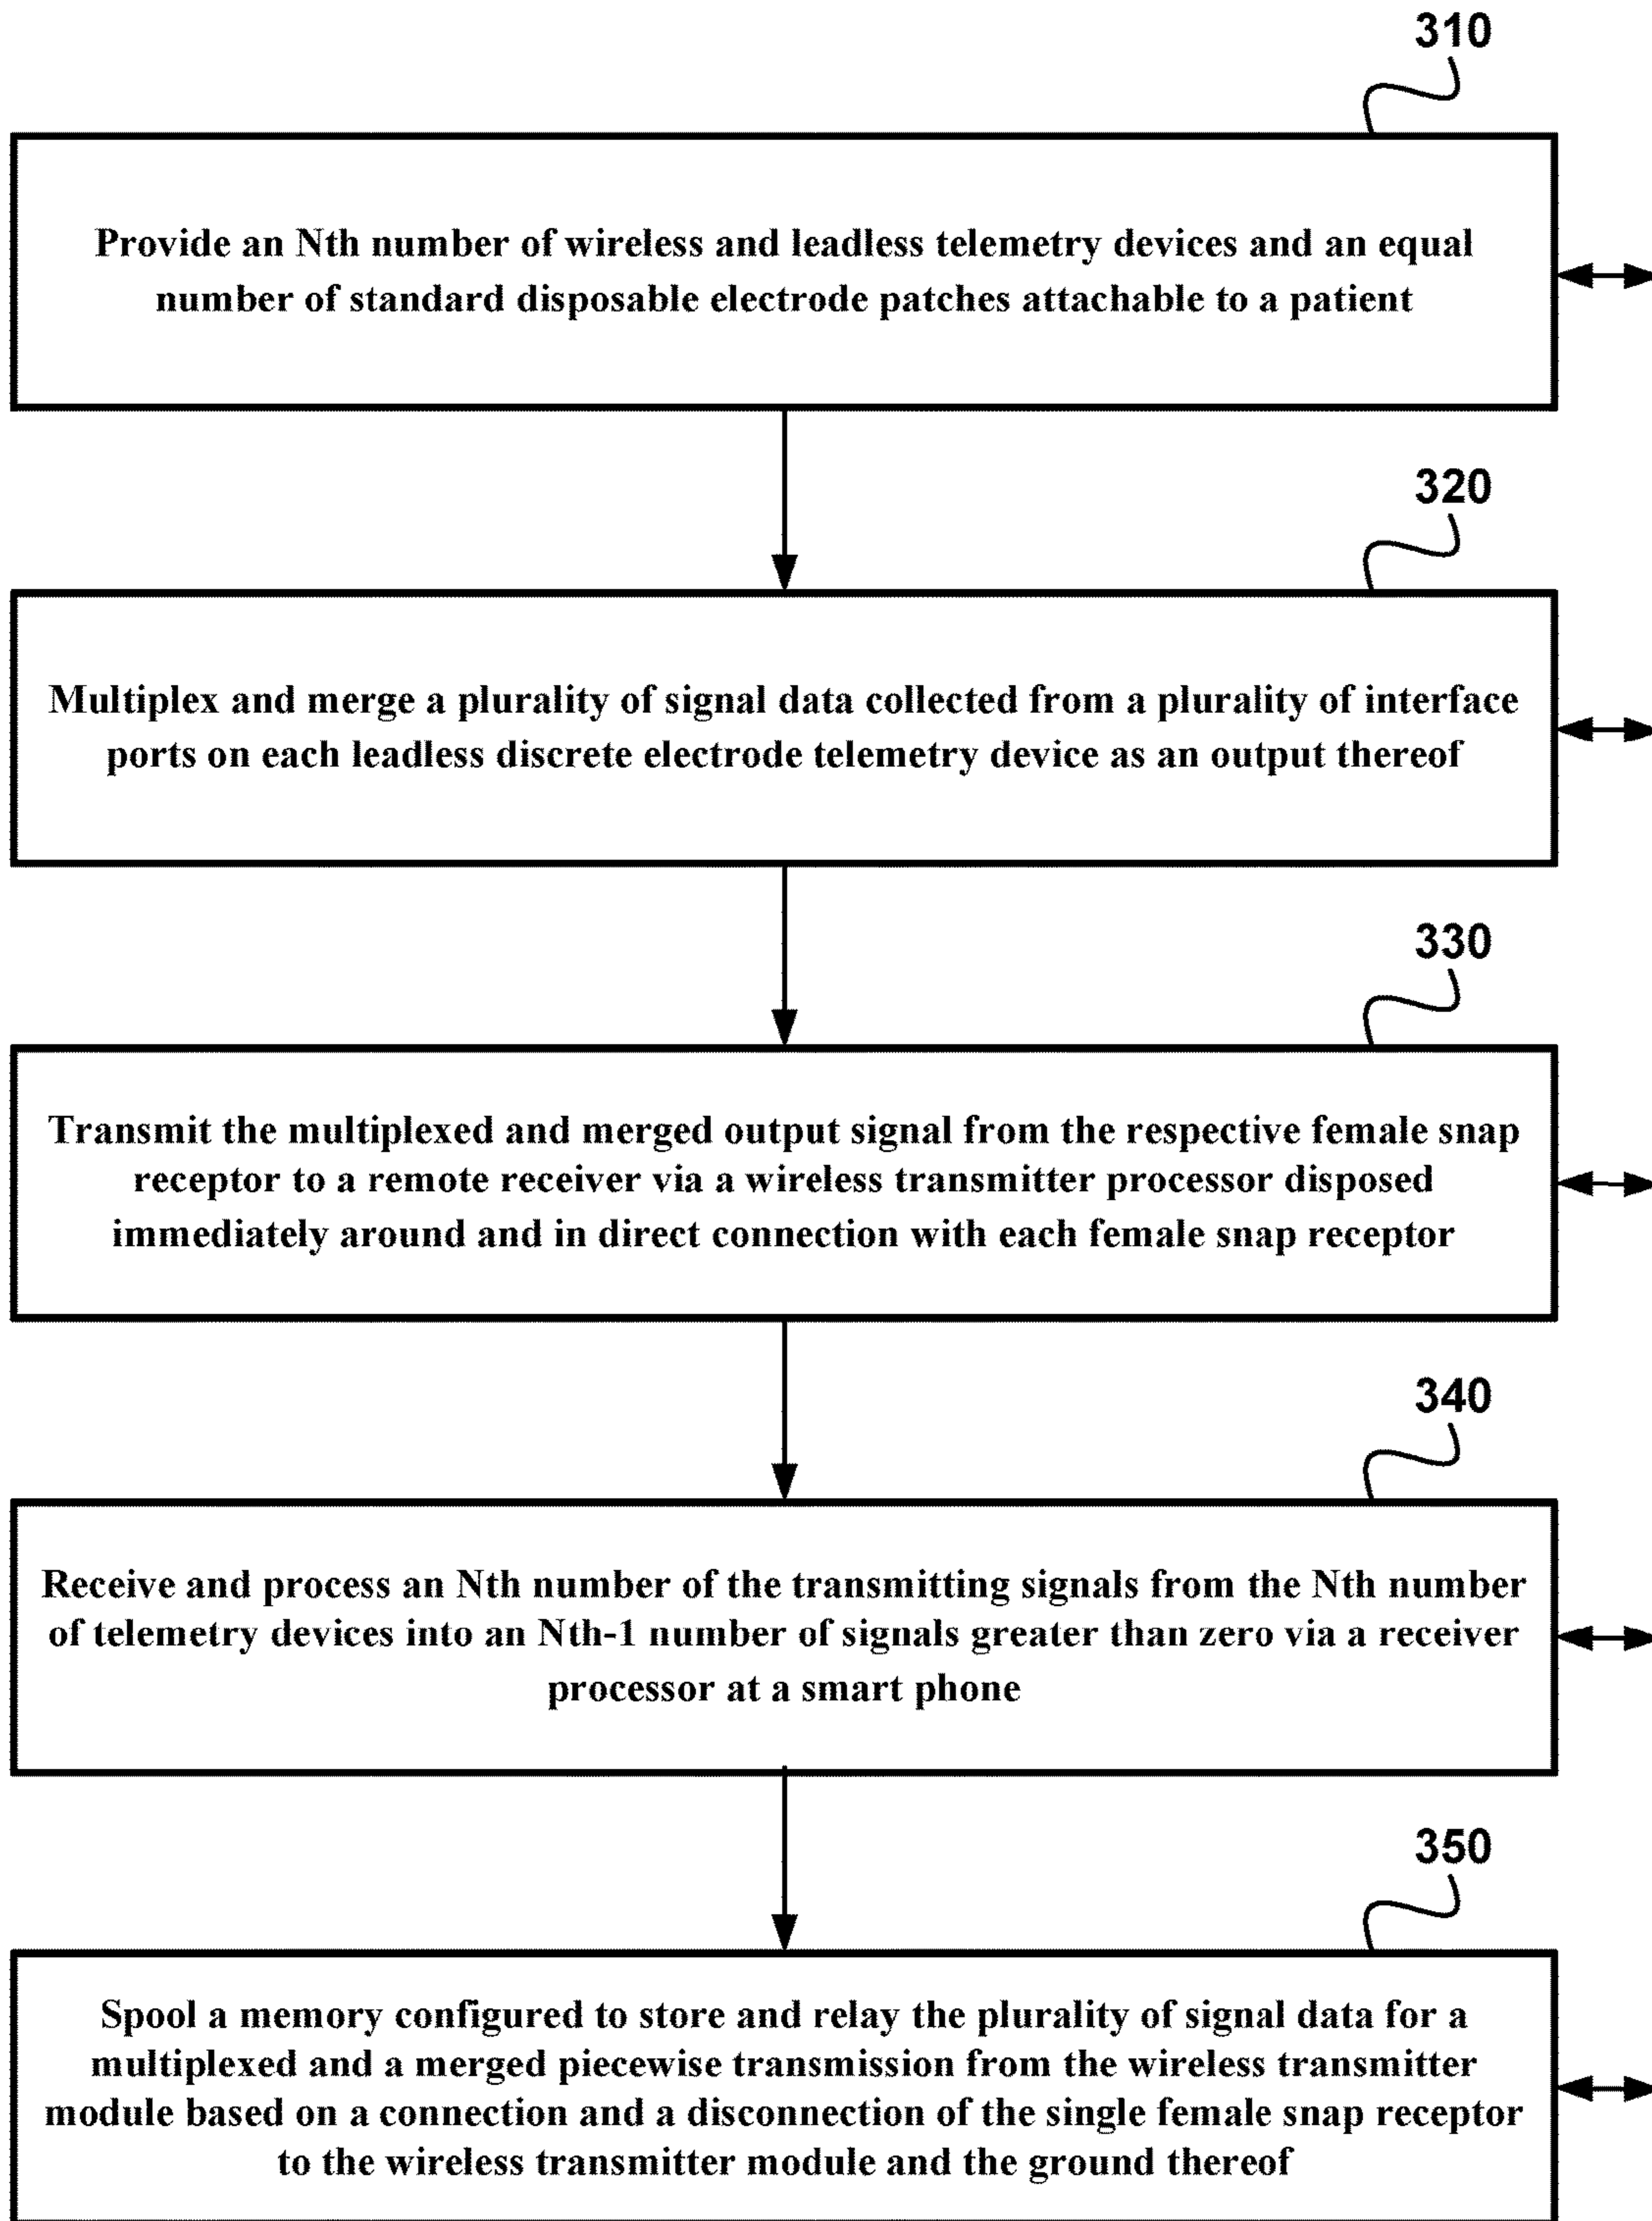 310
Provide an Nth number of wireless and leadless telemetry devices and an equal
number of standard disposable electrode patches attachable to a patient
320
Multiplex and merge a plurality of signal data collected from a plurality of interface
ports on each leadless discrete electrode telemetry device as an output thereof
330
Transmit the multiplexed and merged output signal from the respective female snap
receptor to a remote receiver via a wireless transmitter processor disposed
immediately around and in direct connection with each female snap receptor
340
Receive and process an Nth number of the transmitting signals from the Nth number
of telemetry devices into an Nth-1 number of signals greater than zero via a receiver
processor at a smart phone
350
Spool a memory configured to store and relay the plurality of signal data for a
multiplexed and a merged piecewise transmission from the wireless transmitter
module based on a connection and a disconnection of the single female snap receptor
to the wireless transmitter module and the ground thereof